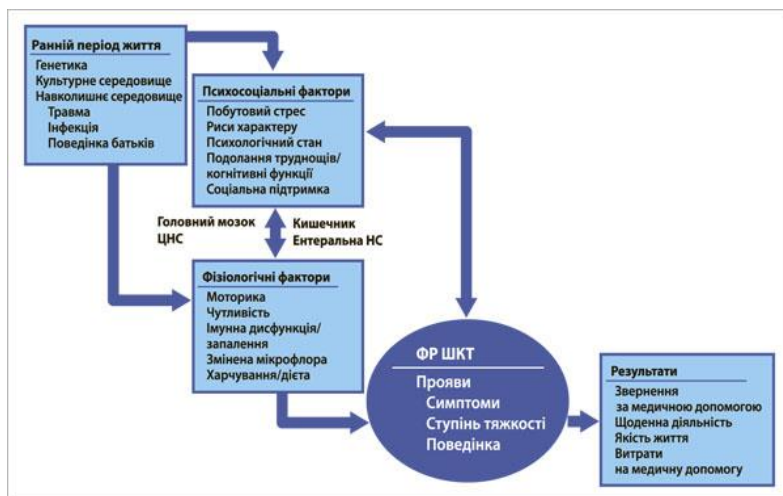 Ранній період життя
Генетика
Культурне середовище
Навколишнє середовище
Травма
Інфекція
Поведінка батьків
Психосоціальні фактори
Побутовий стрес
Риси характеру
Психологічний стан
Подолання труднощів/
когнітивні функції
Соціальна підтримка
Головний мозок
ЦНС
Кишечник
Ентеральна НС
Фізіологічні фактори
Моторика
Чутливість
Імунна дисфункція/
запалення
Змінена мікрофлора
Харчування/дієта
ФР ШКТ
Прояви
Симптоми
Ступінь тяжкості
Поведінка
Результати
Звернення
за медичною допомогою
Щоденна діяльність
Якість життя
Витрати
на медичну допомогу